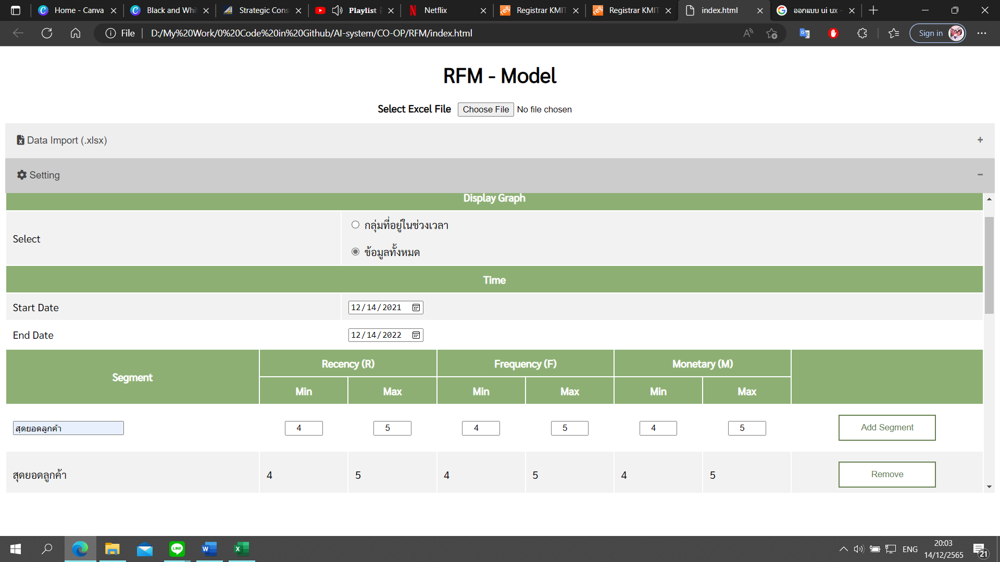 Home - Canva
Black and Whi
Strategic Cons
Playlist
Netflix
Registrar KMIT
Registrar KMIT
index.html
ออกแบบ ui ux -
File
D:/My%20Work/0%20Code%20in%20Github/AI-system/CO-OP/RFM/index.html
Sign in
RFM - Model
Select Excel File Choose File No file chosen
Data Import (.xlsx) +
Setting −
Display Graph
Select
กลุ่มที่อยู่ในช่วงเวลา
ข้อมูลทั้งหมด
Time
Start Date 12/14/2021
End Date 12/14/2022
Segment Recency (R) Frequency (F) Monetary (M)
Min Max Min Max Min Max
สุดยอดลูกค้า 4 5 4 5 4 5 Add Segment
สุดยอดลูกค้า 4 5 4 5 4 5 Remove
LINE
ENG
20:03
14/12/2565
21